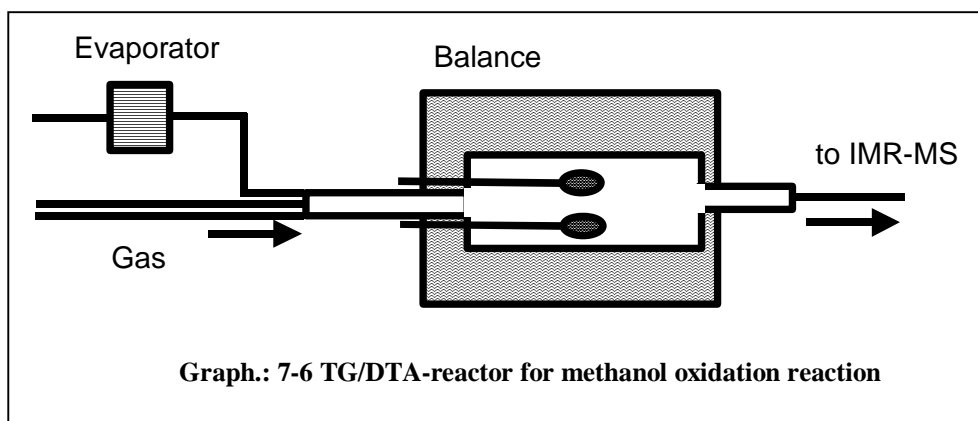 Evaporator
Balance
to IMR-MS
Gas
Graph.: 7-6 TG/DTA-reactor for methanol oxidation reaction